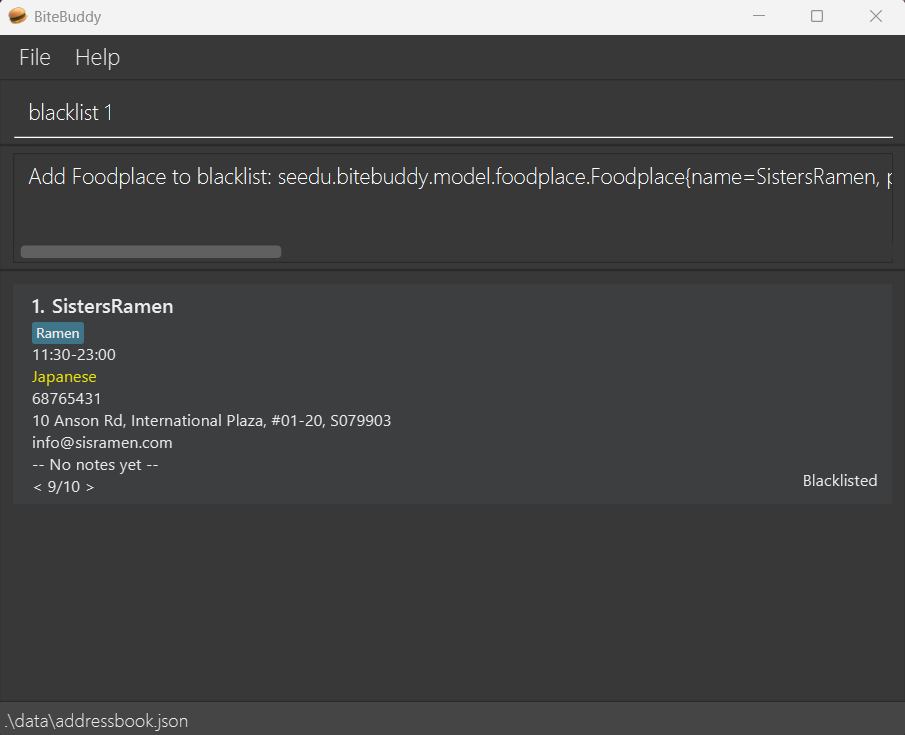 BiteBuddy
File Help
blacklist 1
Add Foodplace to blacklist: seedu.bitebuddy.model.foodplace.Foodplace{name=SistersRamen, p
1. SistersRamen
Ramen
11:30-23:00
Japanese
68765431
10 Anson Rd, International Plaza, #01-20, S079903
info@sisramen.com
-- No notes yet --
< 9/10 >
Blacklisted
.\data\addressbook.json